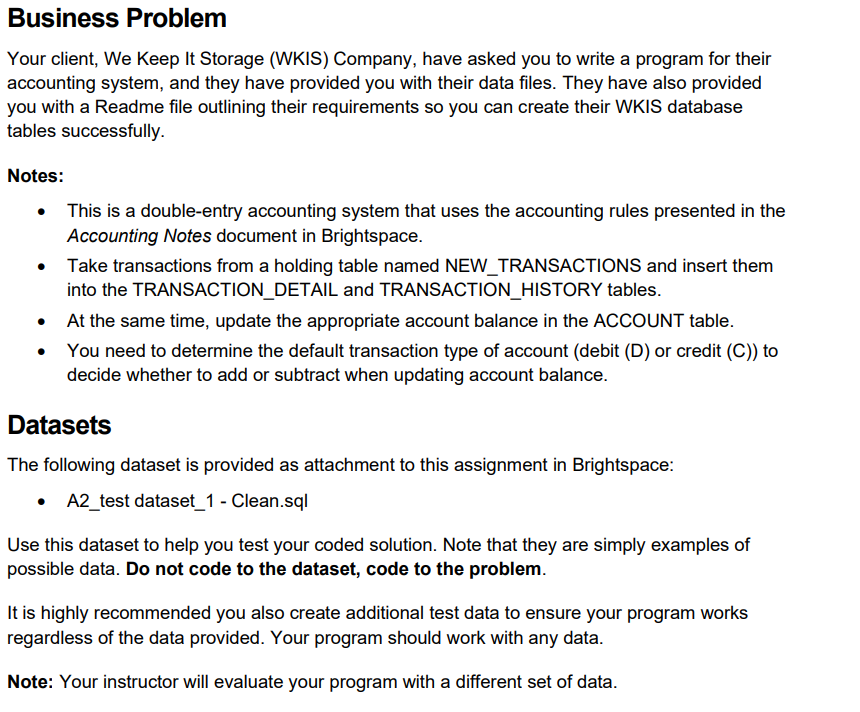 Business Problem
Your client, We Keep It Storage (WKIS) Company, have asked you to write a program for their
accounting system, and they have provided you with their data files. They have also provided
you with a Readme file outlining their requirements so you can create their WKIS database
tables successfully.
Notes:
• This is a double-entry accounting system that uses the accounting rules presented in the
Accounting Notes document in Brightspace.
• Take transactions from a holding table named NEW_TRANSACTIONS and insert them
into the TRANSACTION_DETAIL and TRANSACTION_HISTORY tables.
• At the same time, update the appropriate account balance in the ACCOUNT table.
• You need to determine the default transaction type of account (debit (D) or credit (C)) to
decide whether to add or subtract when updating account balance.
Datasets
The following dataset is provided as attachment to this assignment in Brightspace:
• A2_test dataset_1 - Clean.sql
Use this dataset to help you test your coded solution. Note that they are simply examples of
possible data. Do not code to the dataset, code to the problem.
It is highly recommended you also create additional test data to ensure your program works
regardless of the data provided. Your program should work with any data.
Note: Your instructor will evaluate your program with a different set of data.